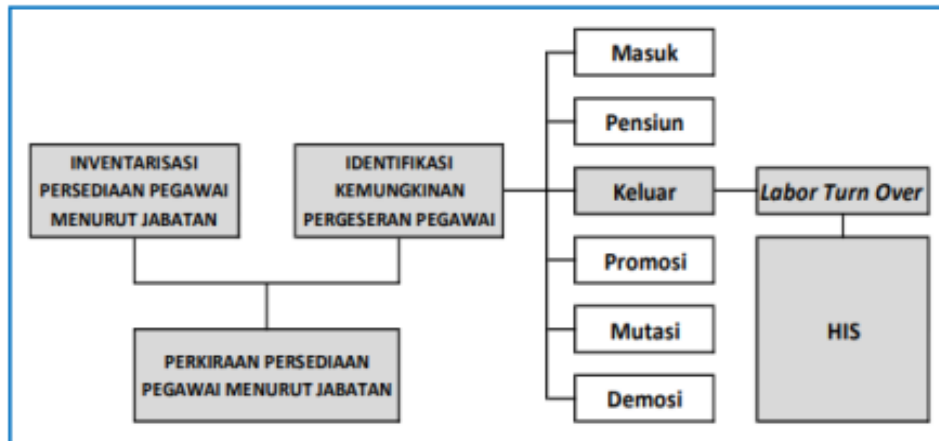 INVENTARISASI
PERSEDIAAN PEGAWAI
MENURUT JABATAN
IDENTIFIKASI
KEMUNGKINAN
PERGESERAN PEGAWAI
PERKIRAAN PERSEDIAAN
PEGAWAI MENURUT JABATAN
Masuk
Pensiun
Keluar
Promosi
Mutasi
Demosi
Labor Turn Over
HIS